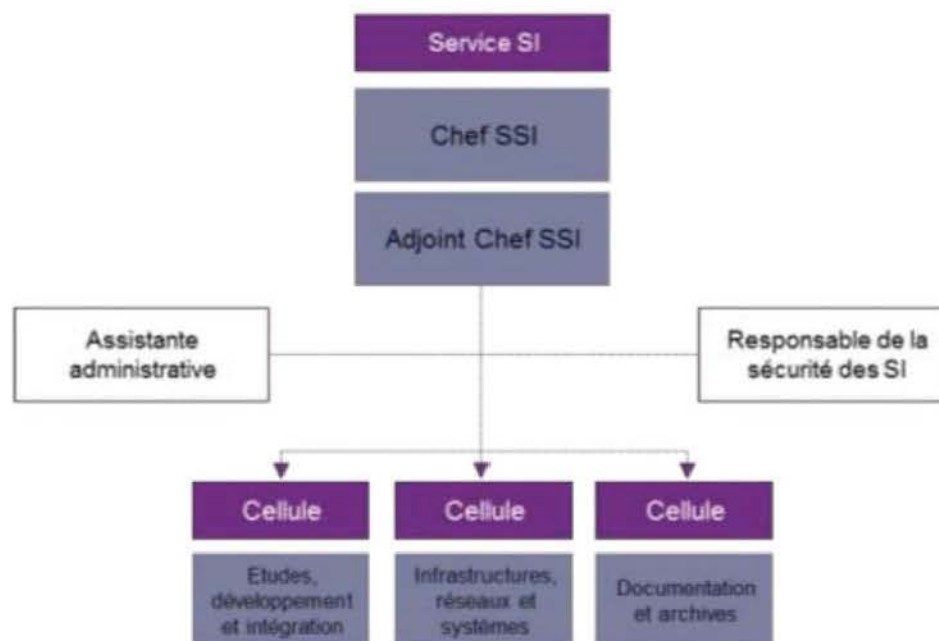 Service SI
Chef SSI
Adjoint Chef SSI
Assistante
administrative
Responsable de la
sécurité des SI
Cellule
Cellule
Cellule
Etudes,
développement
et intégration
Infrastructures,
réseaux et
systèmes
Documentation
et archives